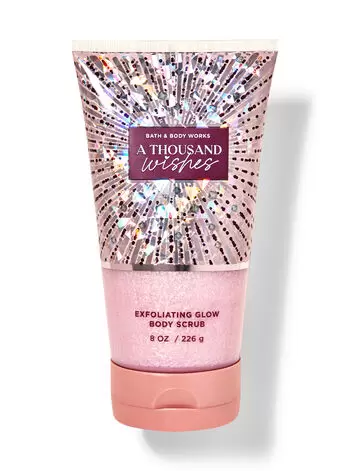 BATH & BODY WORKS
A THOUSAND
wishes
EXFOLIATING GLOW
BODY SCRUB
8 OZ / 226 g